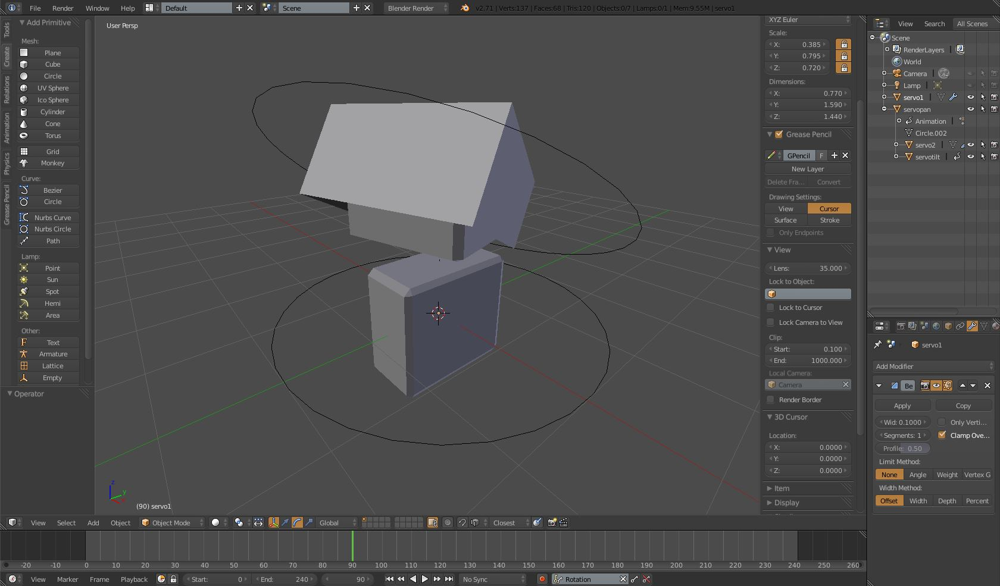 File Render Window Help Default Scene Blender Render v2.71 | Verts:137 | Faces:68 | Tris:120 | Objects:0/7 | Lamps:0/1 | Mem:9.55M | servo1
Tools
Create
Relations
Animation
Physics
Grease Pencil
Add Primitive
Mesh:
Plane
Cube
Circle
UV Sphere
Ico Sphere
Cylinder
Cone
Torus
Grid
Monkey
Curve:
Bezier
Circle
Nurbs Curve
Nurbs Circle
Path
Lamp:
Point
Sun
Spot
Hemi
Area
Other:
Text
Armature
Lattice
Empty
Operator
User Persp
z
y
(90) servo1
XYZ Euler
Scale:
X: 0.385
Y: 0.795
Z: 0.720
Dimensions:
X: 0.770
Y: 1.590
Z: 1.440
Grease Pencil
GPencil F
New Layer
Delete Fra... Convert
Drawing Settings:
View Cursor
Surface Stroke
Only Endpoints
View
Lens: 35.000
Lock to Object:
Lock to Cursor
Lock Camera to View
Clip:
Start: 0.100
End: 1000.000
Local Camera:
Camera
Render Border
3D Cursor
Location:
X: 0.0000
Y: 0.0000
Z: 0.0000
Item
Display
View Search All Scenes
Scene
RenderLayers
World
Camera
Lamp
servo1
servopan
Animation
Circle.002
servo2
servotilt
servo1
Add Modifier
Be
Apply Copy
Wid: 0.1000 Only Verti...
Segments: 1 Clamp Ove...
Profile: 0.50
Limit Method:
None Angle Weight Vertex G
Width Method:
Offset Width Depth Percent
View Select Add Object Object Mode Global Closest
-20 -10 0 10 20 30 40 50 60 70 80 90 100 110 120 130 140 150 160 170 180 190 200 210 220 230 240 250 260
View Marker Frame Playback Start: 0 End: 240 90 No Sync Rotation